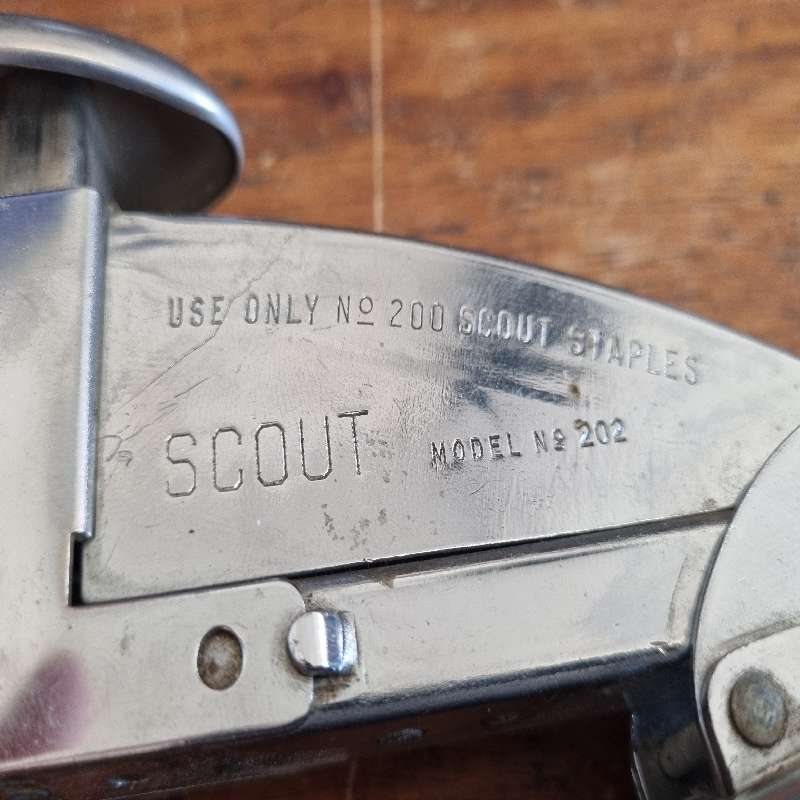 USE ONLY Nº 200 SCOUT STAPLES
SCOUT MODEL Nº 202